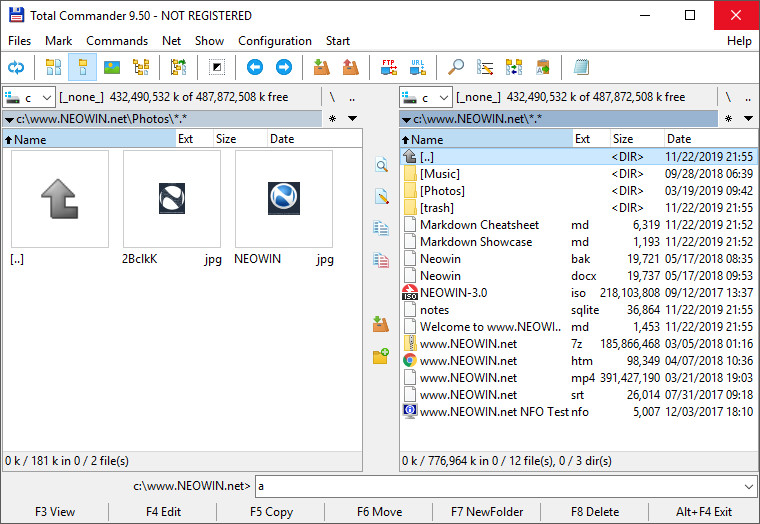 Total Commander 9.50 - NOT REGISTERED
Files Mark Commands Net Show Configuration Start Help
FTP URL
c [_none_] 432,490,532 k of 487,872,508 k free \ ..
c:\www.NEOWIN.net\Photos\*.* * ▾
Name Ext Size Date
[..] 2BclkK jpg NEOWIN jpg
0 k / 181 k in 0 / 2 file(s)
c [_none_] 432,490,532 k of 487,872,508 k free \ ..
c:\www.NEOWIN.net\*.* * ▾
Name Ext Size Date
[..] <DIR> 11/22/2019 21:55
[Music] <DIR> 09/28/2018 06:39
[Photos] <DIR> 03/19/2019 09:42
[trash] <DIR> 11/22/2019 21:55
Markdown Cheatsheet md 6,319 11/22/2019 21:52
Markdown Showcase md 1,193 11/22/2019 21:52
Neowin bak 19,721 05/17/2018 08:35
Neowin docx 19,737 05/17/2018 09:53
ISO NEOWIN-3.0 iso 218,103,808 09/12/2017 13:37
notes sqlite 36,864 11/22/2019 21:55
Welcome to www.NEOWI.. md 1,453 11/22/2019 21:55
www.NEOWIN.net 7z 185,866,468 03/05/2018 01:16
www.NEOWIN.net htm 98,349 04/07/2018 10:36
www.NEOWIN.net mp4 391,427,190 03/21/2018 19:03
www.NEOWIN.net srt 26,014 07/31/2017 09:18
www.NEOWIN.net NFO Test nfo 5,007 12/03/2017 18:10
0 k / 776,964 k in 0 / 12 file(s), 0 / 3 dir(s)
c:\www.NEOWIN.net> a
F3 View F4 Edit F5 Copy F6 Move F7 NewFolder F8 Delete Alt+F4 Exit